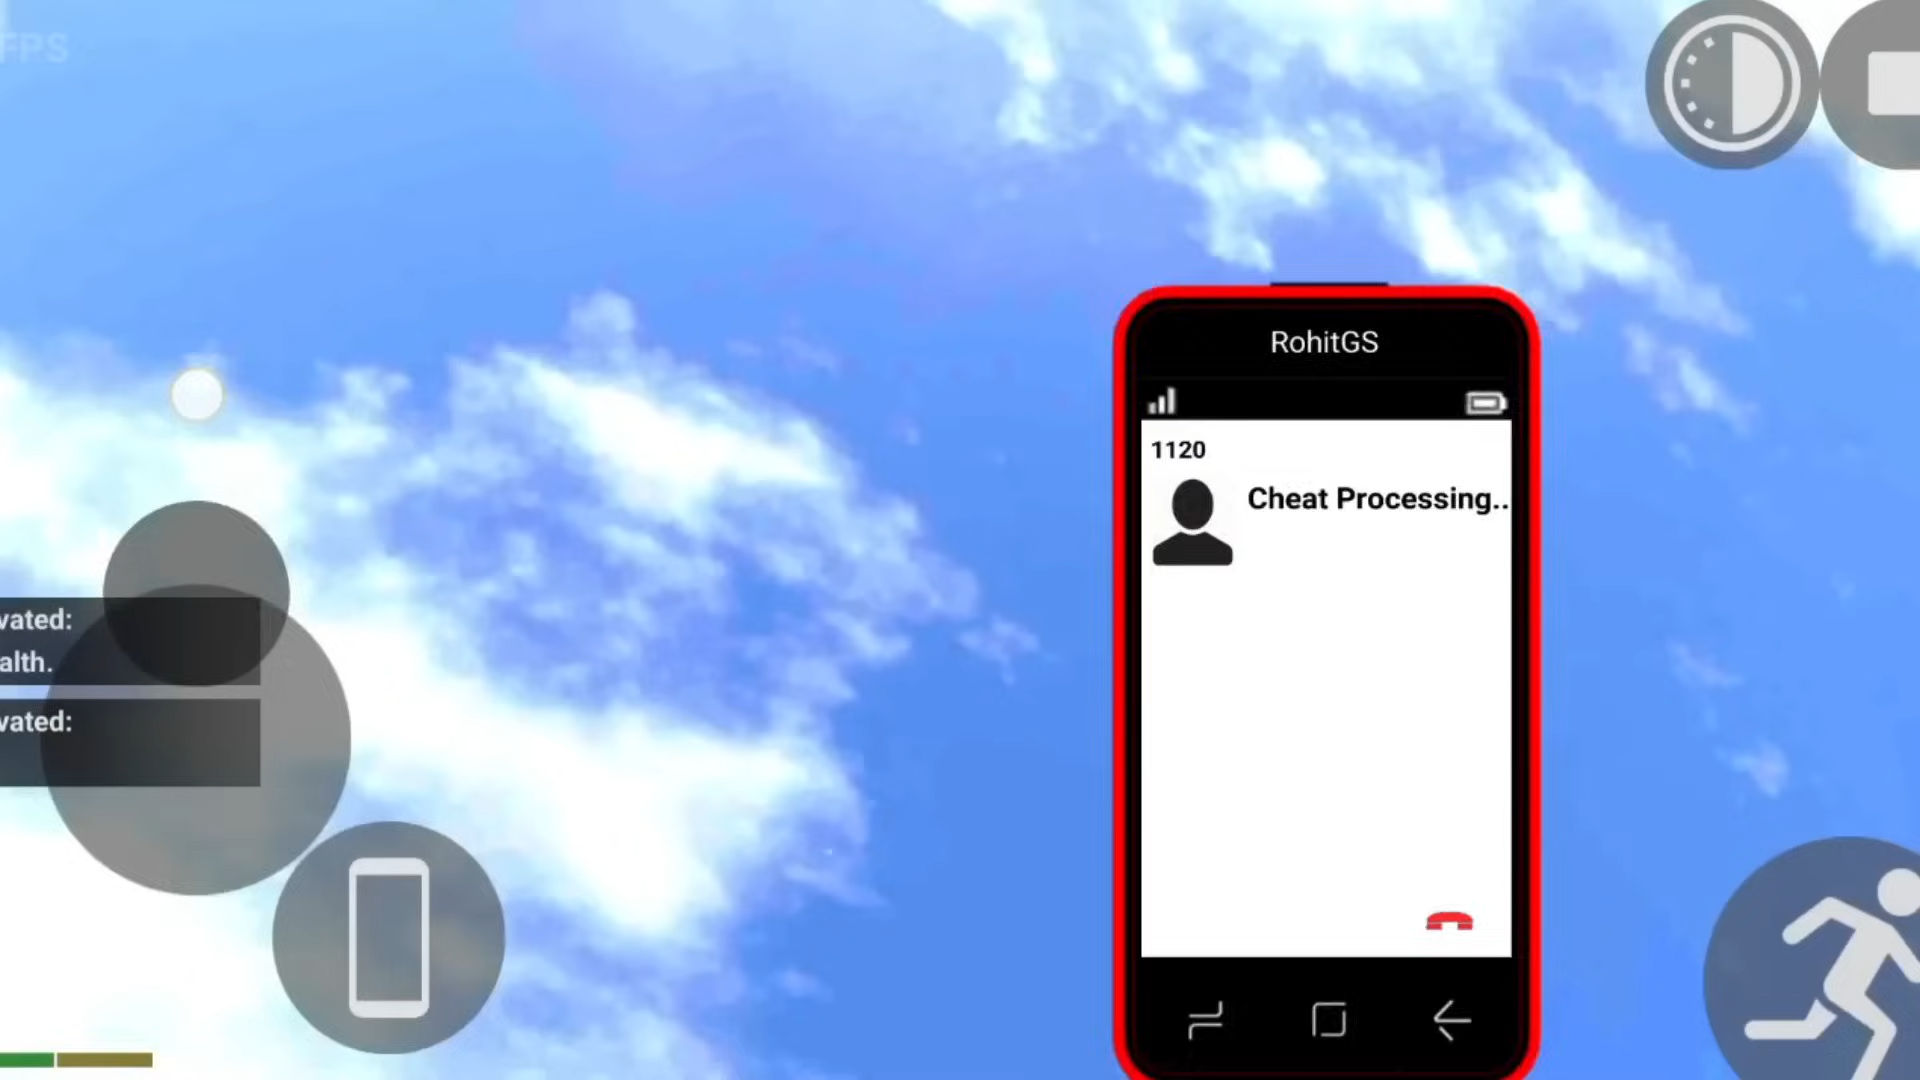 FPS
RohitGS
1120
Cheat Processing..
vated:
alth.
vated: